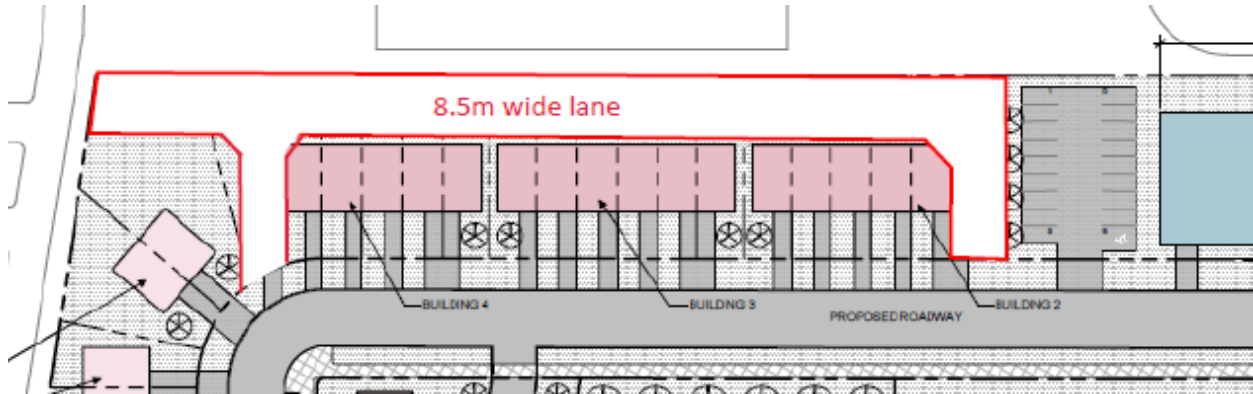 8.5m wide lane
BUILDING 4
BUILDING 3
BUILDING 2
PROPOSED ROADWAY